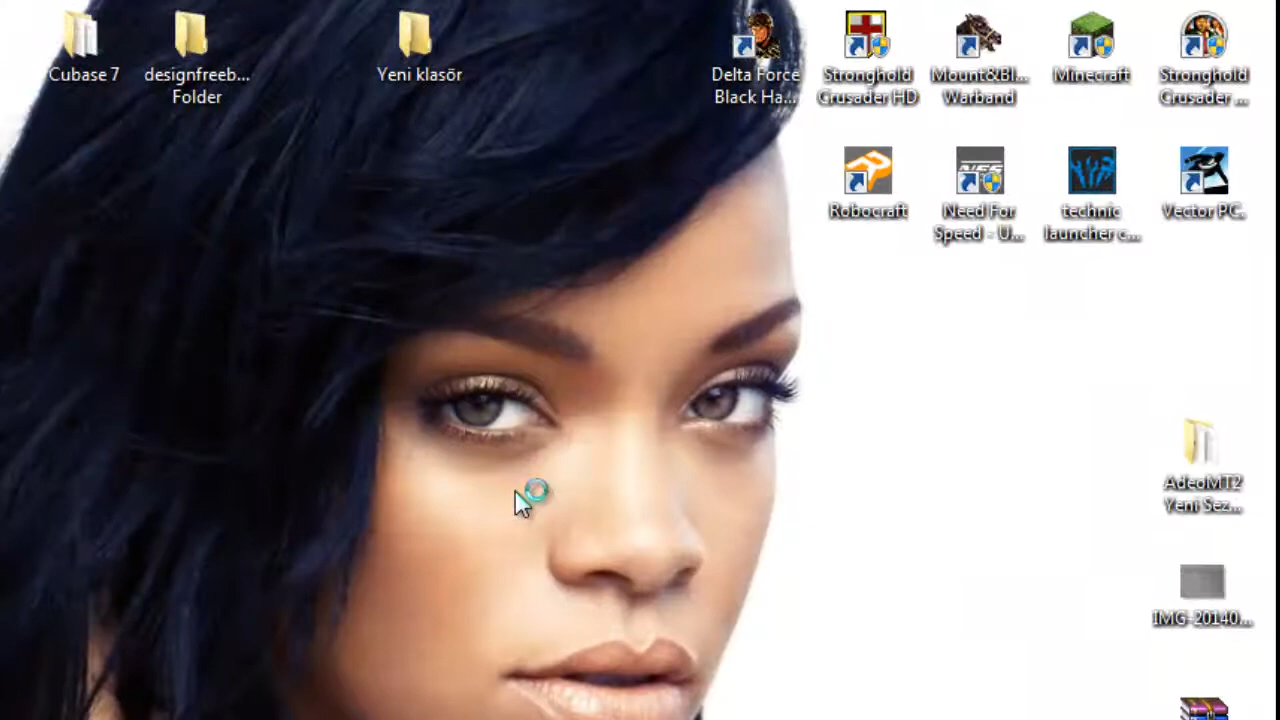 Cubase 7
designfreeb...
Folder
Yeni klasör
Delta Force
Black Ha...
Stronghold
Crusader HD
Mount&Bl...
Warband
Minecraft
Stronghold
Crusader ...
Robocraft
NFS
Need For
Speed - U...
technic
launcher c...
Vector PC.
AdeoMT2
Yeni Sez...
IMG-20140...